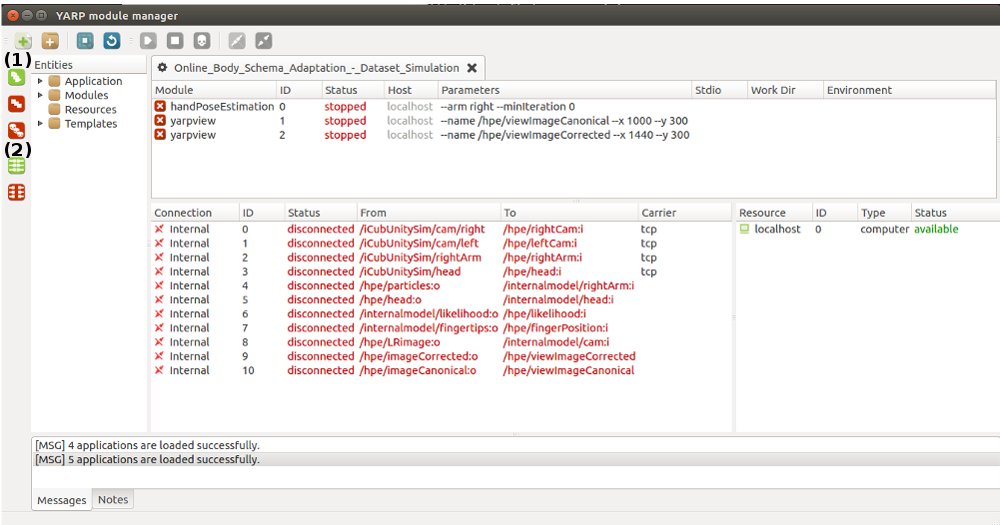 YARP module manager
(1)
(2)
Entities
Application
Modules
Resources
Templates
Online_Body_Schema_Adaptation_-_Dataset_Simulation
Module ID Status Host Parameters Stdio Work Dir Environment
handPoseEstimation 0 stopped localhost --arm right --miniIteration 0
yarpview 1 stopped localhost --name /hpe/viewImageCanonical --x 1000 --y 300
yarpview 2 stopped localhost --name /hpe/viewImageCorrected --x 1440 --y 300
Connection ID Status From To Carrier
Internal 0 disconnected /iCubUnitySim/cam/right /hpe/rightCam:i tcp
Internal 1 disconnected /iCubUnitySim/cam/left /hpe/leftCam:i tcp
Internal 2 disconnected /iCubUnitySim/rightArm /hpe/rightArm:i tcp
Internal 3 disconnected /iCubUnitySim/head /hpe/head:i tcp
Internal 4 disconnected /hpe/particles:o /internalmodel/rightArm:i
Internal 5 disconnected /hpe/head:o /internalmodel/head:i
Internal 6 disconnected /internalmodel/likelihood:o /hpe/likelihood:i
Internal 7 disconnected /internalmodel/fingertips:o /hpe/fingerPosition:i
Internal 8 disconnected /hpe/LRimage:o /internalmodel/cam:i
Internal 9 disconnected /hpe/imageCorrected:o /hpe/viewImageCorrected
Internal 10 disconnected /hpe/imageCanonical:o /hpe/viewImageCanonical
Resource ID Type Status
localhost 0 computer available
[MSG] 4 applications are loaded successfully.
[MSG] 5 applications are loaded successfully.
Messages Notes